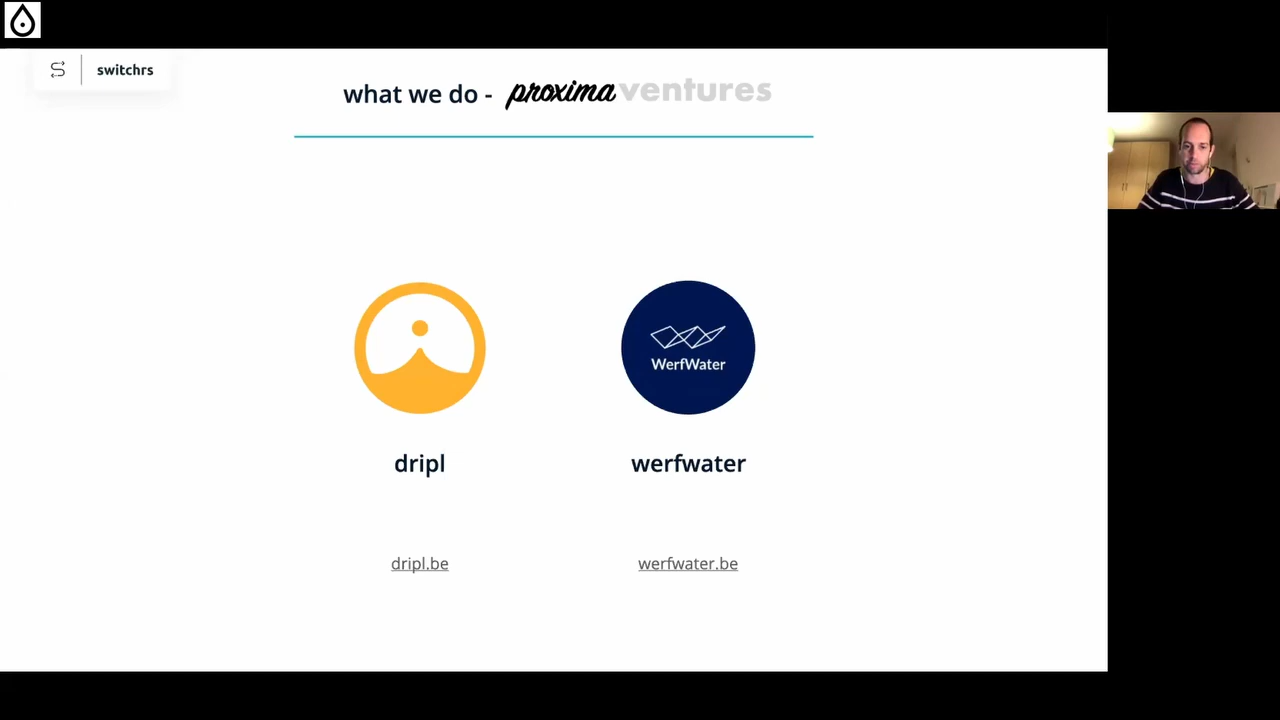 switchrs
what we do - proxima ventures
WerfWater
dripl
werfwater
dripl.be
werfwater.be